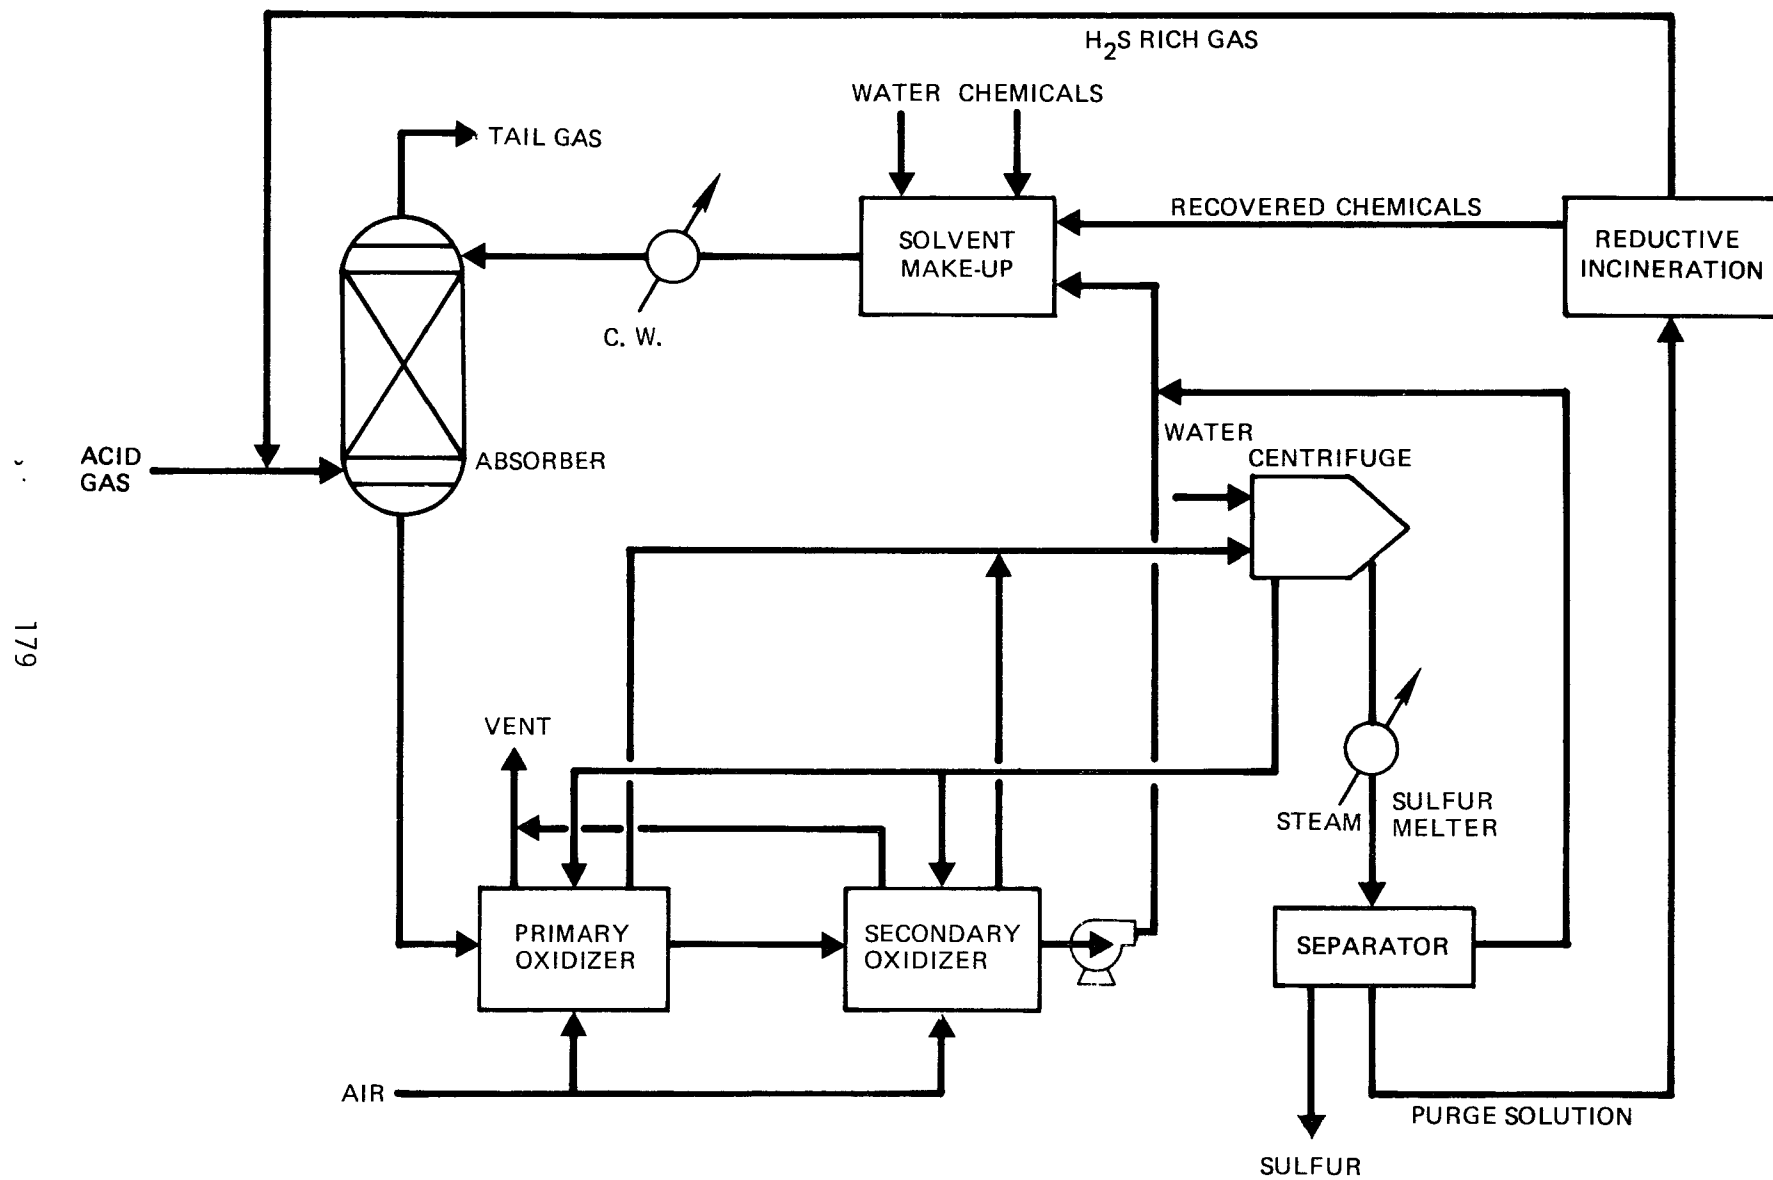 H2S RICH GAS
WATER CHEMICALS
TAIL GAS
RECOVERED CHEMICALS
SOLVENT
MAKE-UP
REDUCTIVE
INCINERATION
C. W.
WATER
CENTRIFUGE
ACID
GAS
ABSORBER
179
VENT
STEAM
SULFUR
MELTER
PRIMARY
OXIDIZER
SECONDARY
OXIDIZER
SEPARATOR
AIR
PURGE SOLUTION
SULFUR